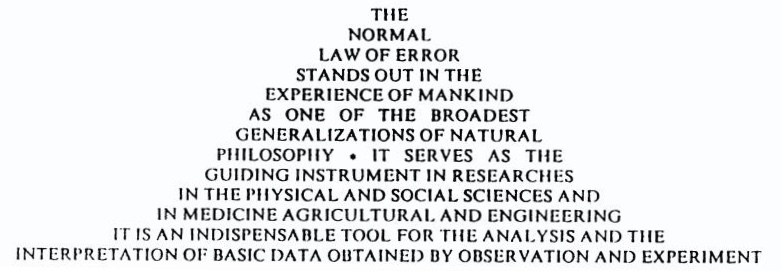 THE
NORMAL
LAW OF ERROR
STANDS OUT IN THE
EXPERIENCE OF MANKIND
AS ONE OF THE BROADEST
GENERALIZATIONS OF NATURAL
PHILOSOPHY • IT SERVES AS THE
GUIDING INSTRUMENT IN RESEARCHES
IN THE PHYSICAL AND SOCIAL SCIENCES AND
IN MEDICINE AGRICULTURAL AND ENGINEERING
IT IS AN INDISPENSABLE TOOL FOR THE ANALYSIS AND THE
INTERPRETATION OF BASIC DATA OBTAINED BY OBSERVATION AND EXPERIMENT